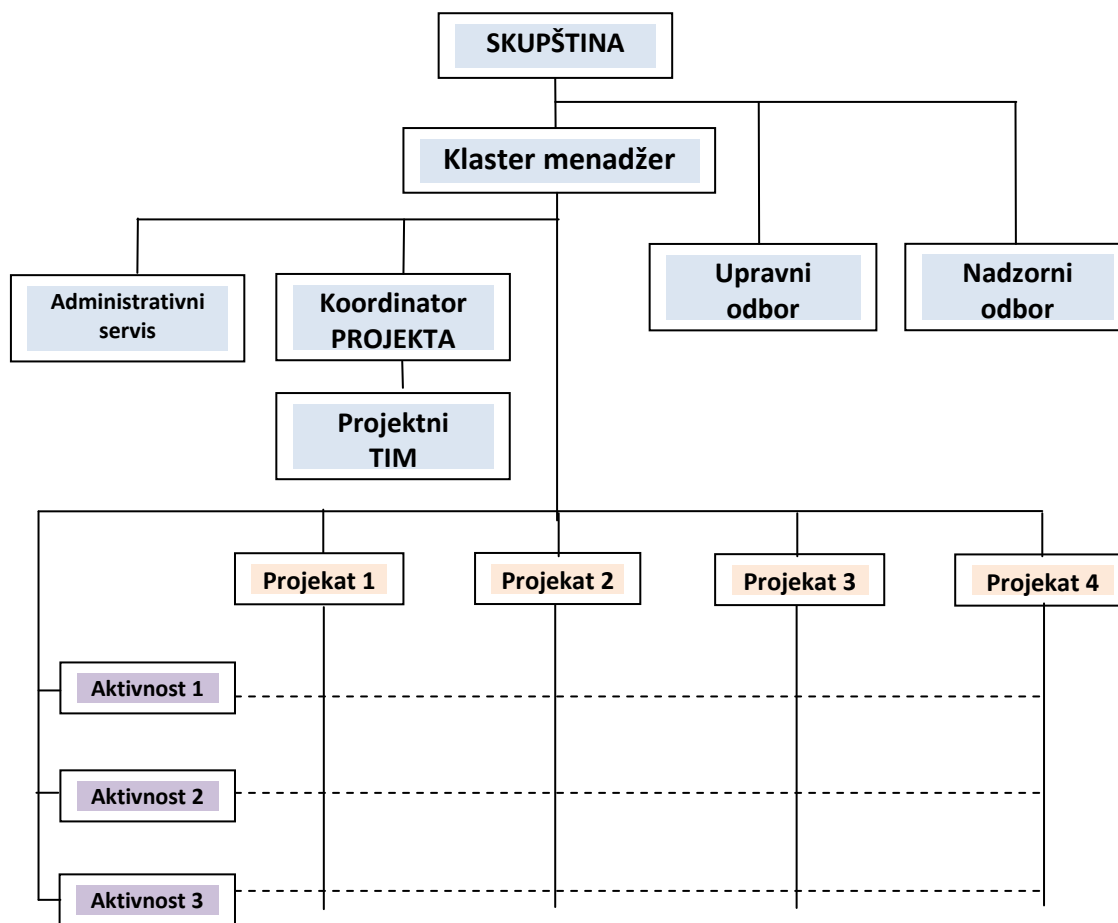 SKUPŠTINA
Klaster menadžer
Upravni
odbor
Nadzorni
odbor
Administrativni
servis
Koordinator
PROJEKTA
Projektni
TIM
Projekat 1
Projekat 2
Projekat 3
Projekat 4
Aktivnost 1
Aktivnost 2
Aktivnost 3